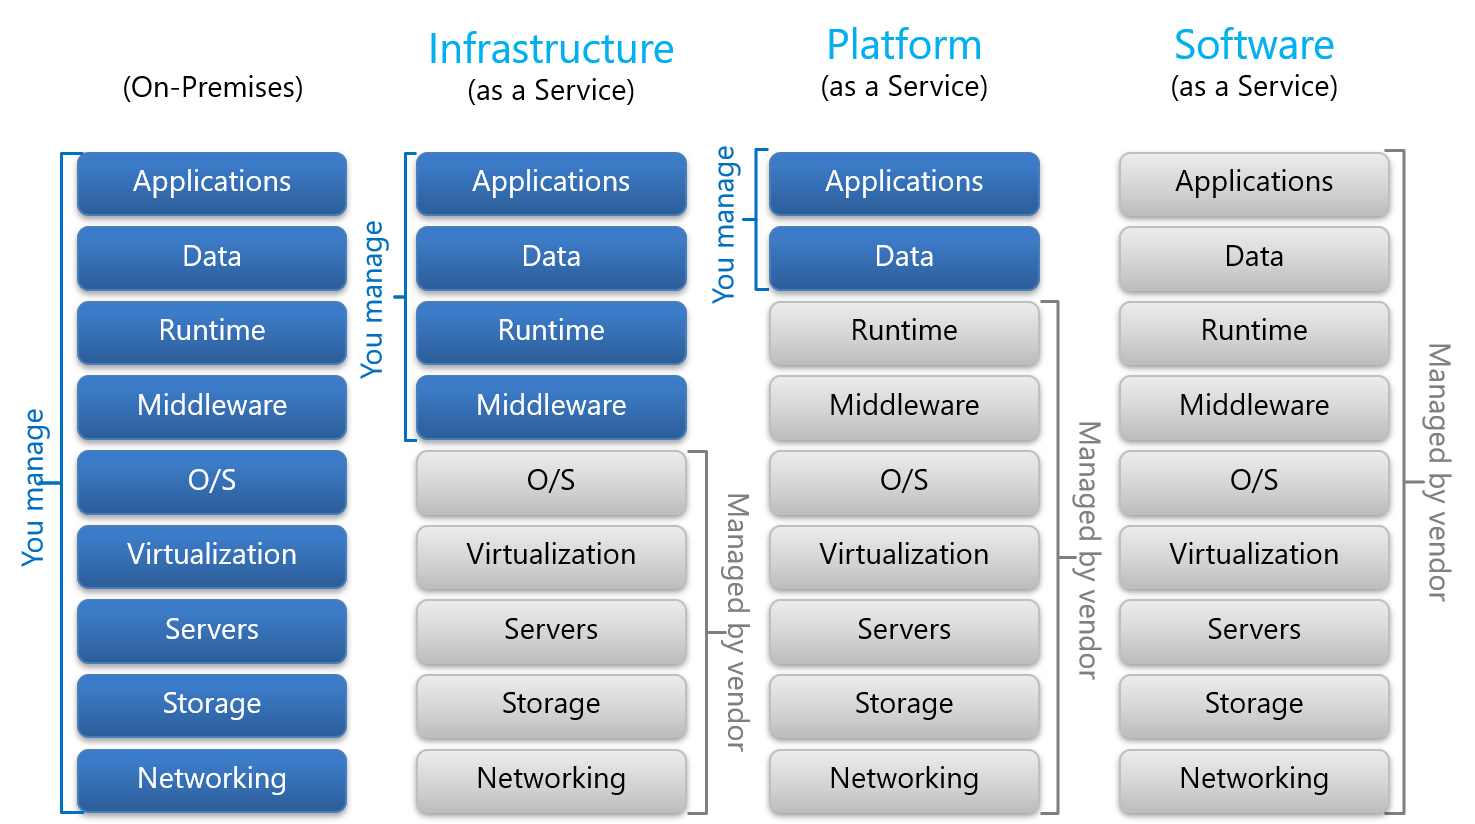 (On-Premises)
You manage
Applications
Data
Runtime
Middleware
O/S
Virtualization
Servers
Storage
Networking
Infrastructure
(as a Service)
You manage
Applications
Data
Runtime
Middleware
O/S
Virtualization
Servers
Storage
Networking
Managed by vendor
Platform
(as a Service)
You manage
Applications
Data
Runtime
Middleware
O/S
Virtualization
Servers
Storage
Networking
Managed by vendor
Software
(as a Service)
Applications
Data
Runtime
Middleware
O/S
Virtualization
Servers
Storage
Networking
Managed by vendor